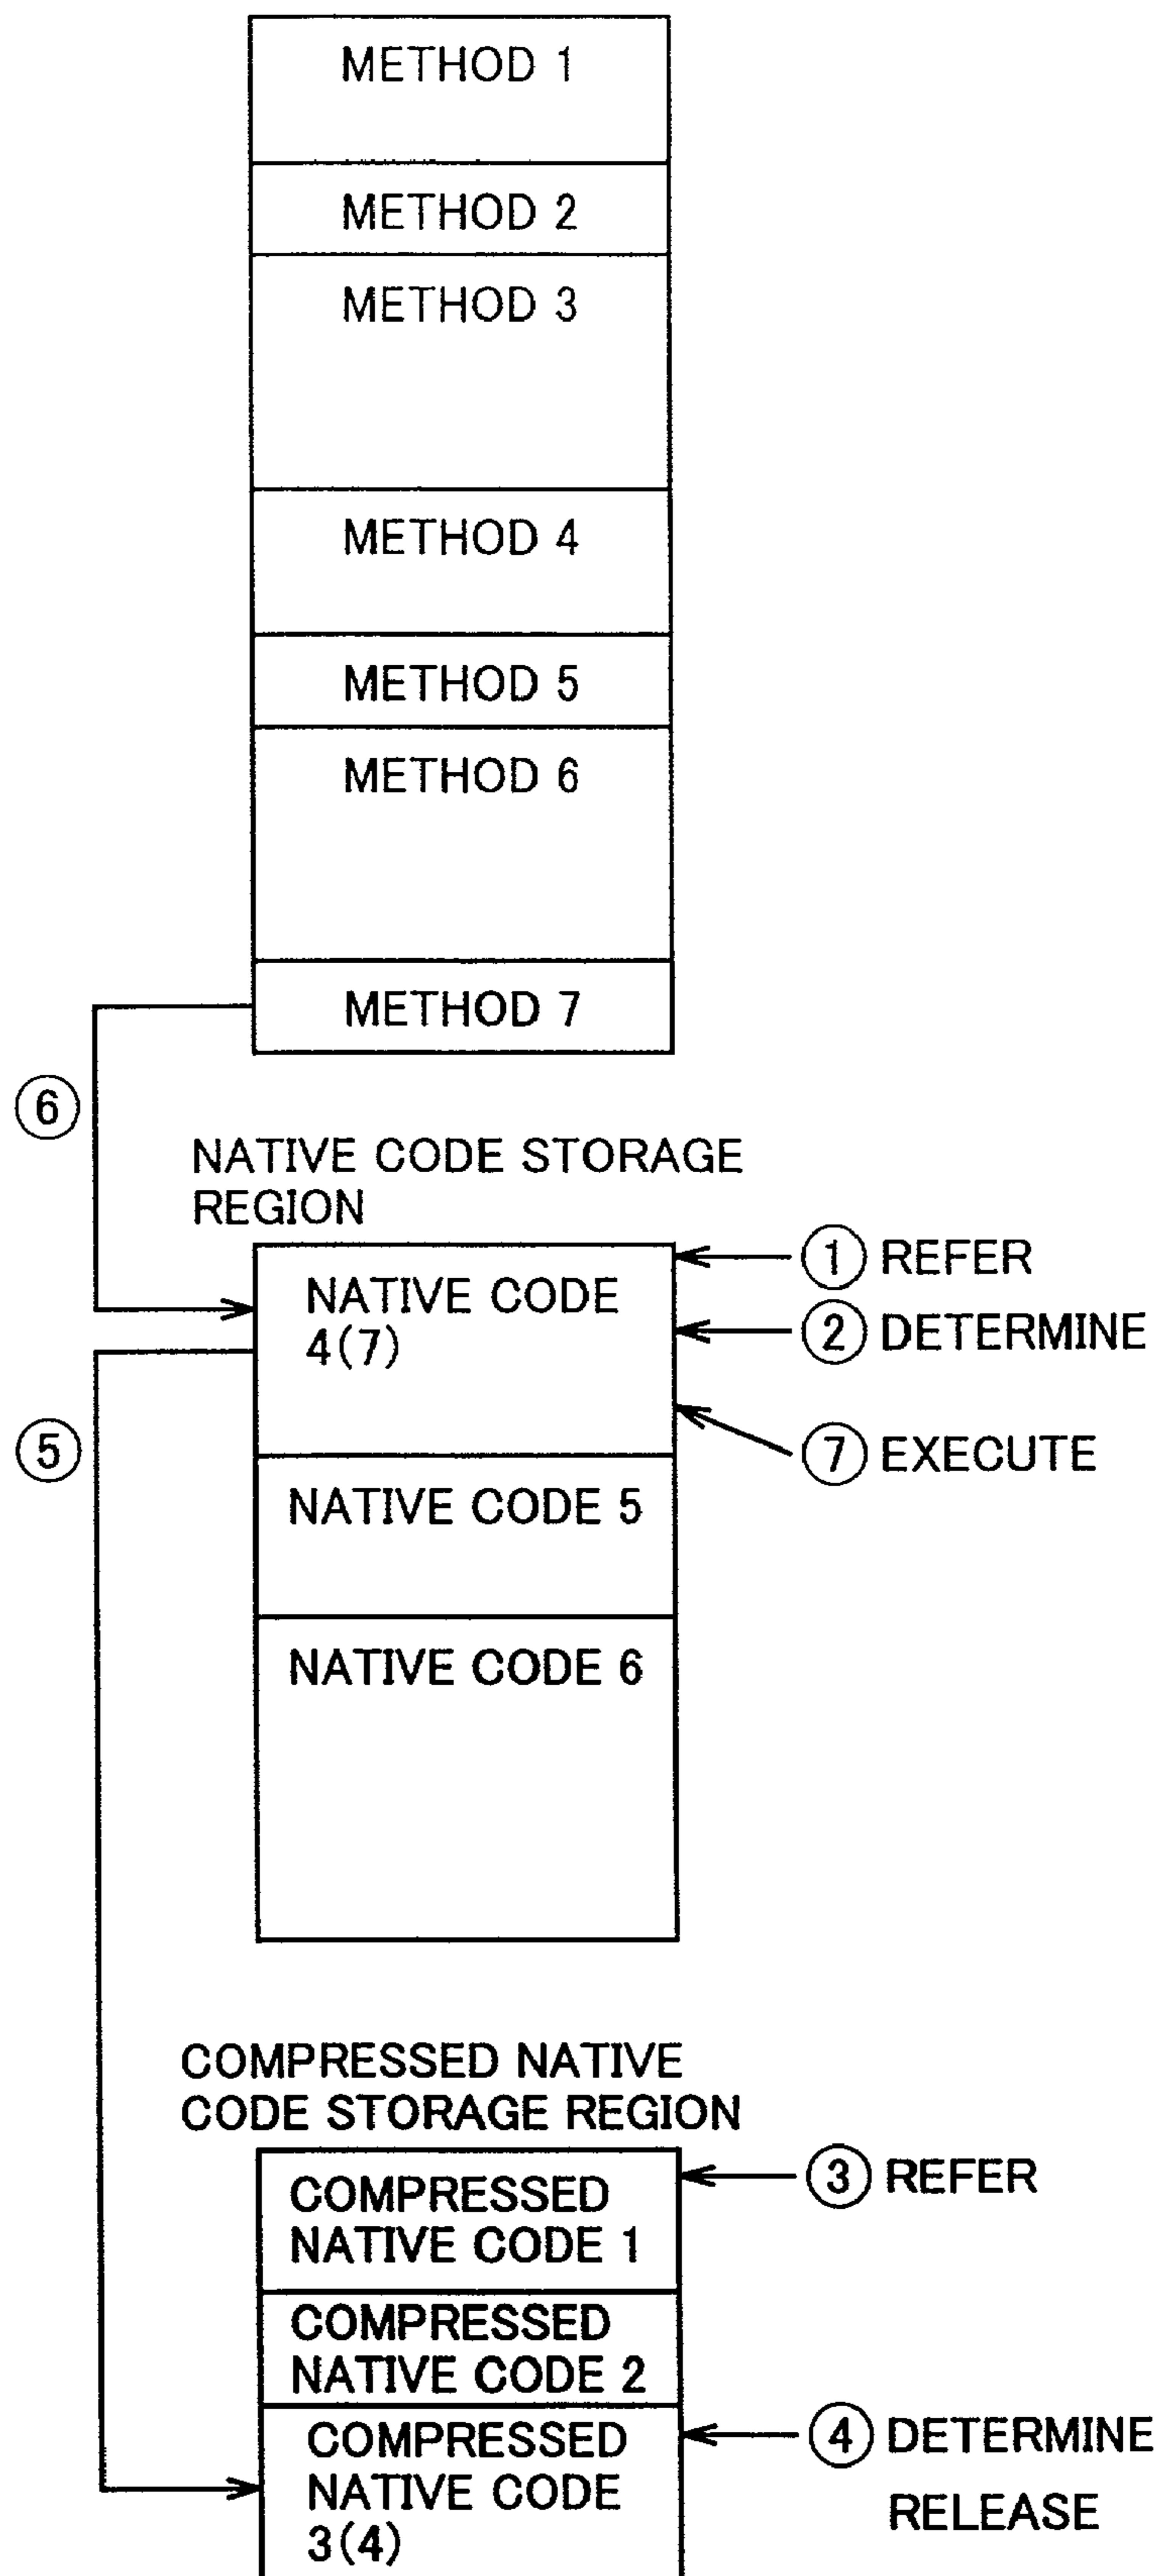 METHOD 1
METHOD 2
METHOD 3
METHOD 4
METHOD 5
METHOD 6
METHOD 7
6
NATIVE CODE STORAGE
REGION
1 REFER
NATIVE CODE
4(7)
2 DETERMINE
5
7 EXECUTE
NATIVE CODE 5
NATIVE CODE 6
COMPRESSED NATIVE
CODE STORAGE REGION
3 REFER
COMPRESSED
NATIVE CODE 1
COMPRESSED
NATIVE CODE 2
COMPRESSED
NATIVE CODE
3(4)
4 DETERMINE
RELEASE